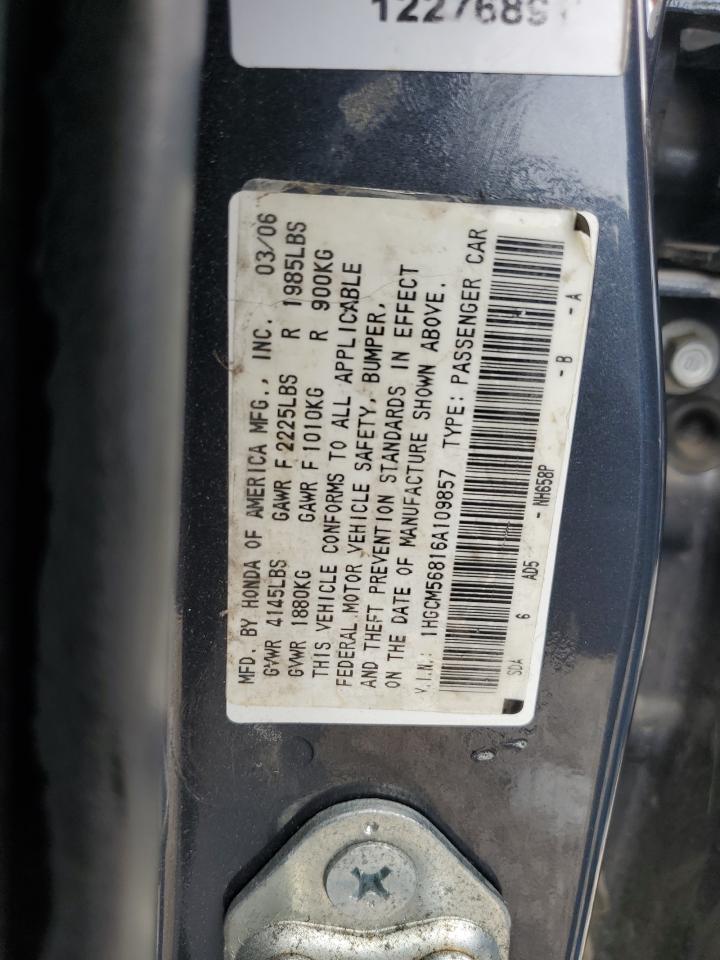 MFD. BY HONDA OF AMERICA MFG., INC. 03/06
GVWR 4145LBS GAWR F 2225LBS R 1985LBS
GVWR 1880KG GAWR F 1010KG R 900KG
THIS VEHICLE CONFORMS TO ALL APPLICABLE
FEDERAL MOTOR VEHICLE SAFETY, BUMPER,
AND THEFT PREVENTION STANDARDS IN EFFECT
ON THE DATE OF MANUFACTURE SHOWN ABOVE.
V.I.N.: 1HGCM56816A109857 TYPE: PASSENGER CAR
SDA 6 AD5 - NH658P - B - A